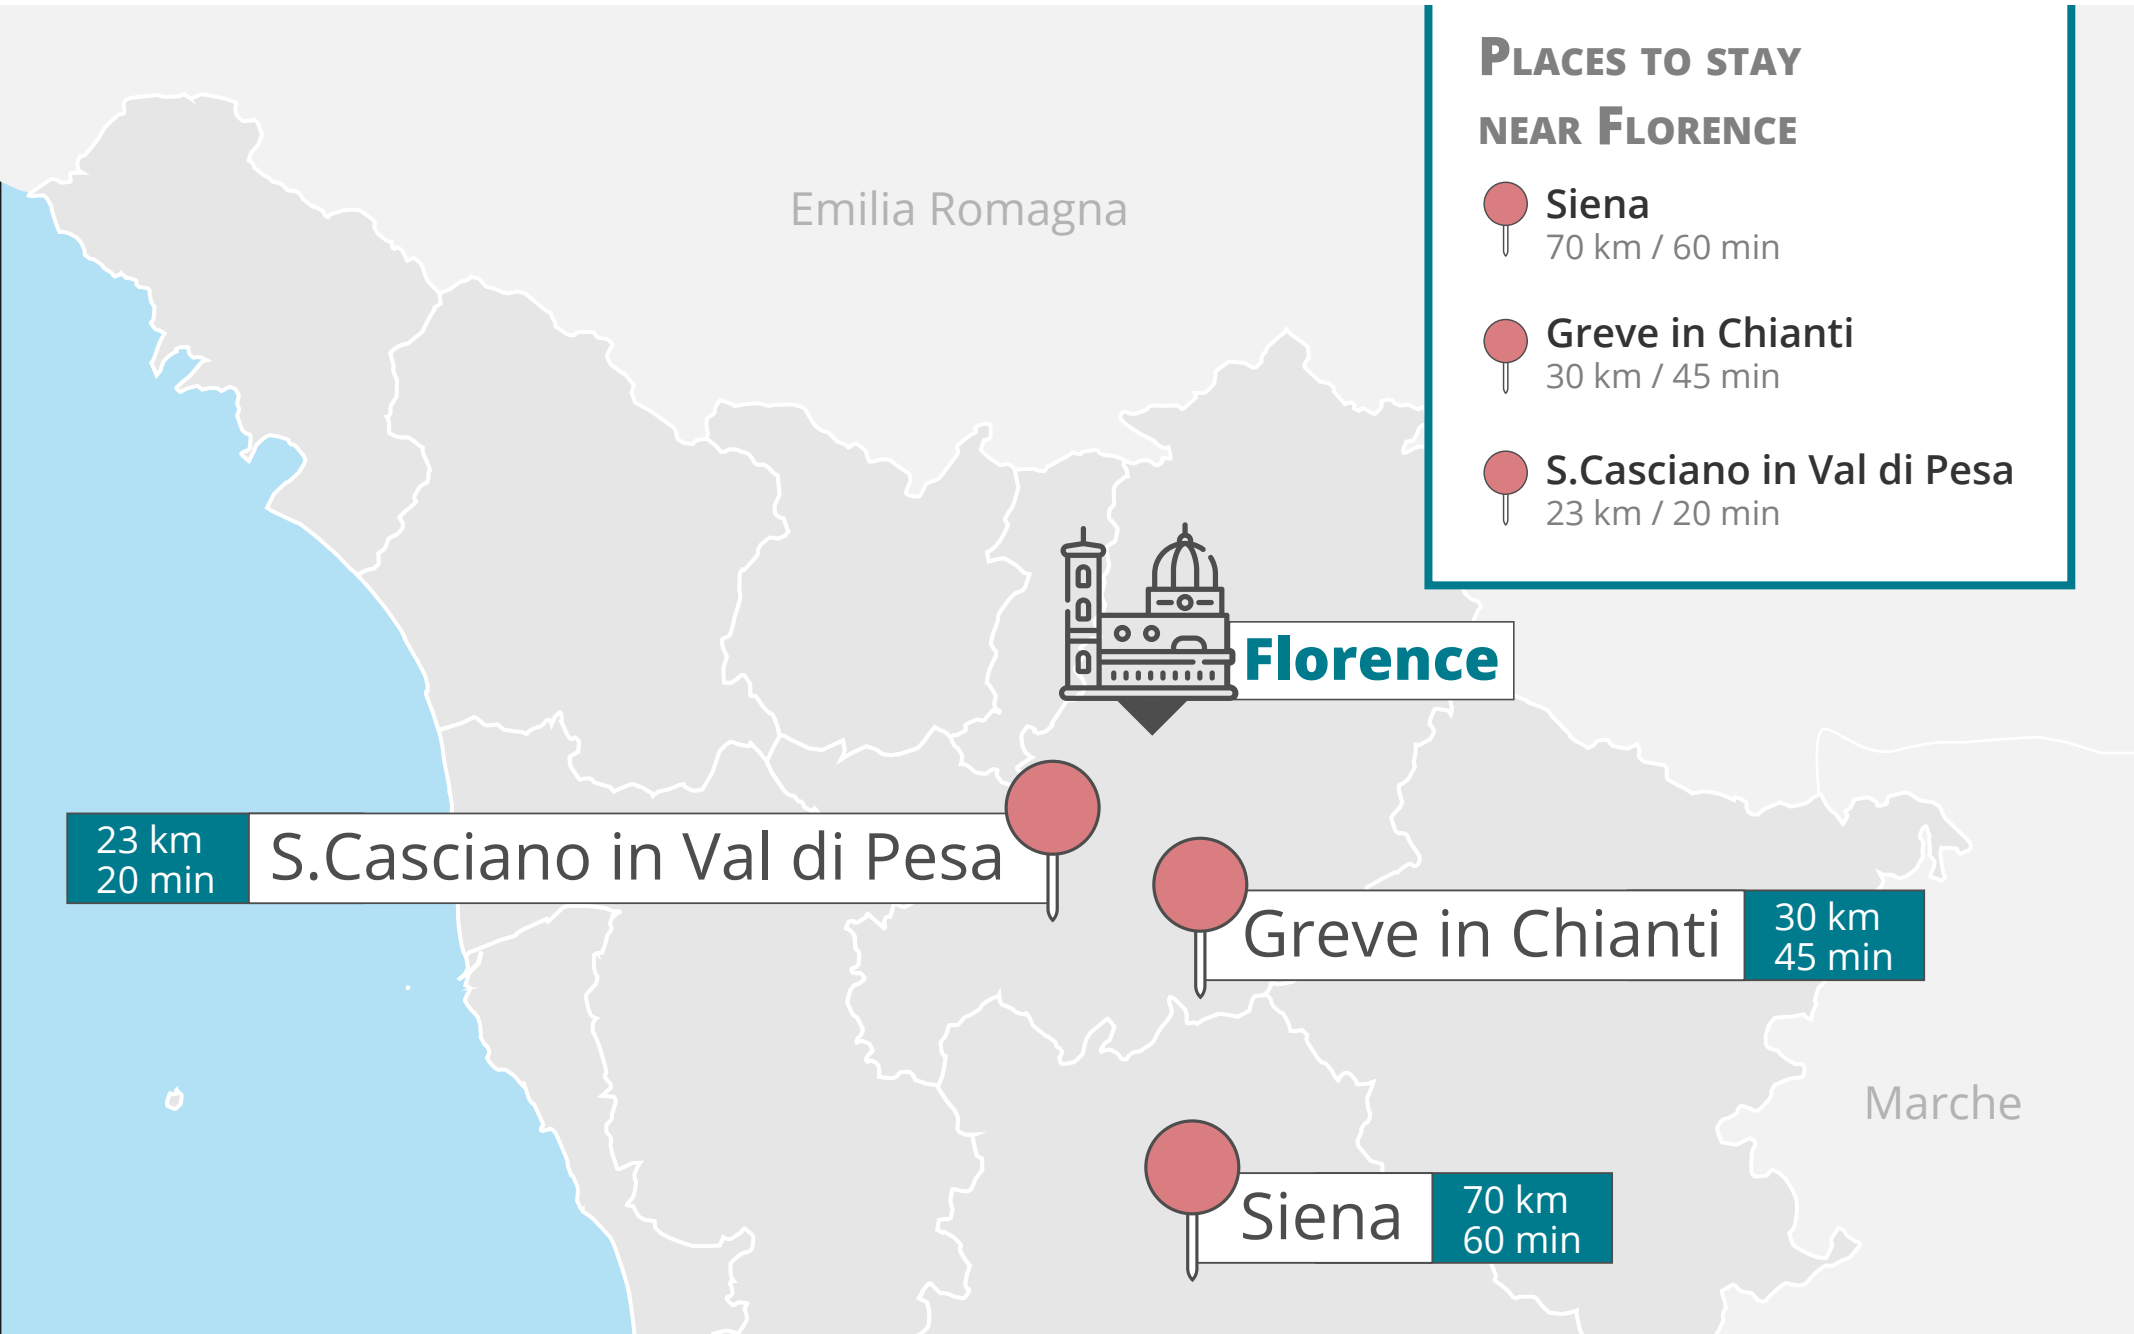 PLACES TO STAY
NEAR FLORENCE
Siena
70 km / 60 min
Greve in Chianti
30 km / 45 min
S.Casciano in Val di Pesa
23 km / 20 min
Emilia Romagna
Florence
23 km
20 min
S.Casciano in Val di Pesa
Greve in Chianti
30 km
45 min
Marche
Siena
70 km
60 min